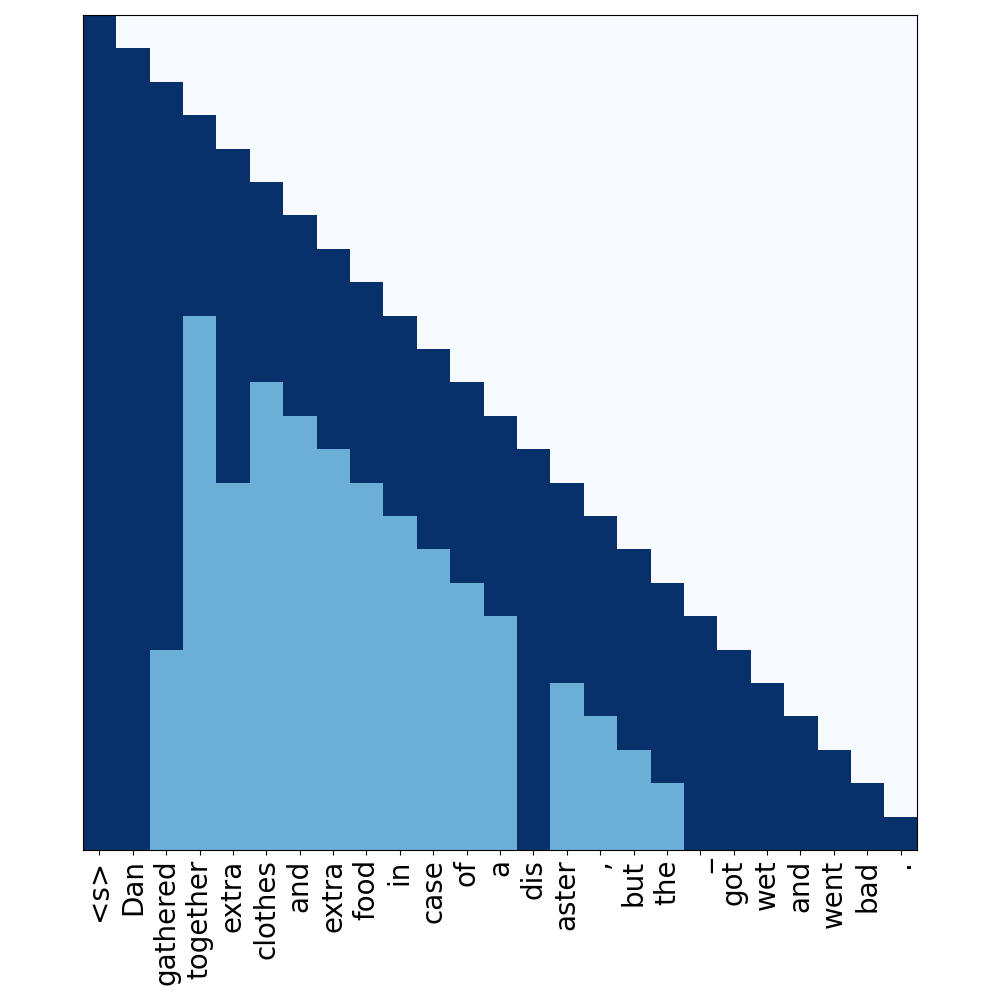 <s>
Dan
gathered
together
extra
clothes
and
extra
food
in
case
of
a
dis
aster
,
but
the
_
got
wet
and
went
bad
.